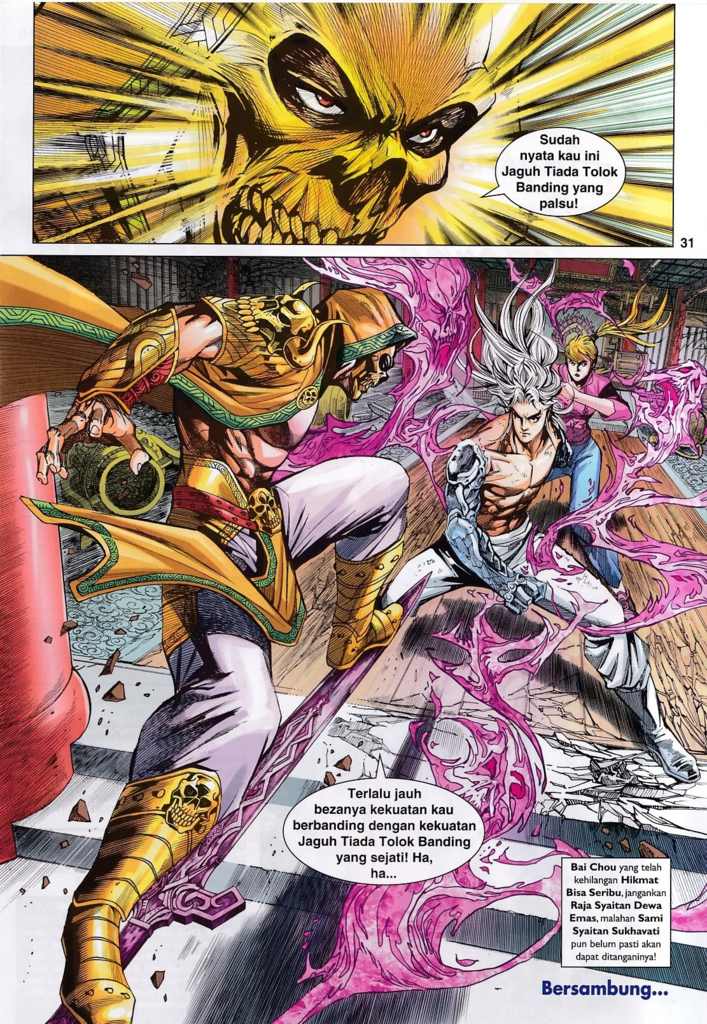 Sudah
nyata kau ini
Jaguh Tiada Tolok
Banding yang
palsu!
31
Terlalu jauh
bezanya kekuatan kau
berbanding dengan kekuatan
Jaguh Tiada Tolok Banding
yang sejati! Ha,
ha...
Bai Chou yang telah
kehilangan Hikmat
Bisa Seribu, jangankan
Raja Syaitan Dewa
Emas, malahan Sami
Syaitan Sukhavati
pun belum pasti akan
dapat ditanganinya!
Bersambung...